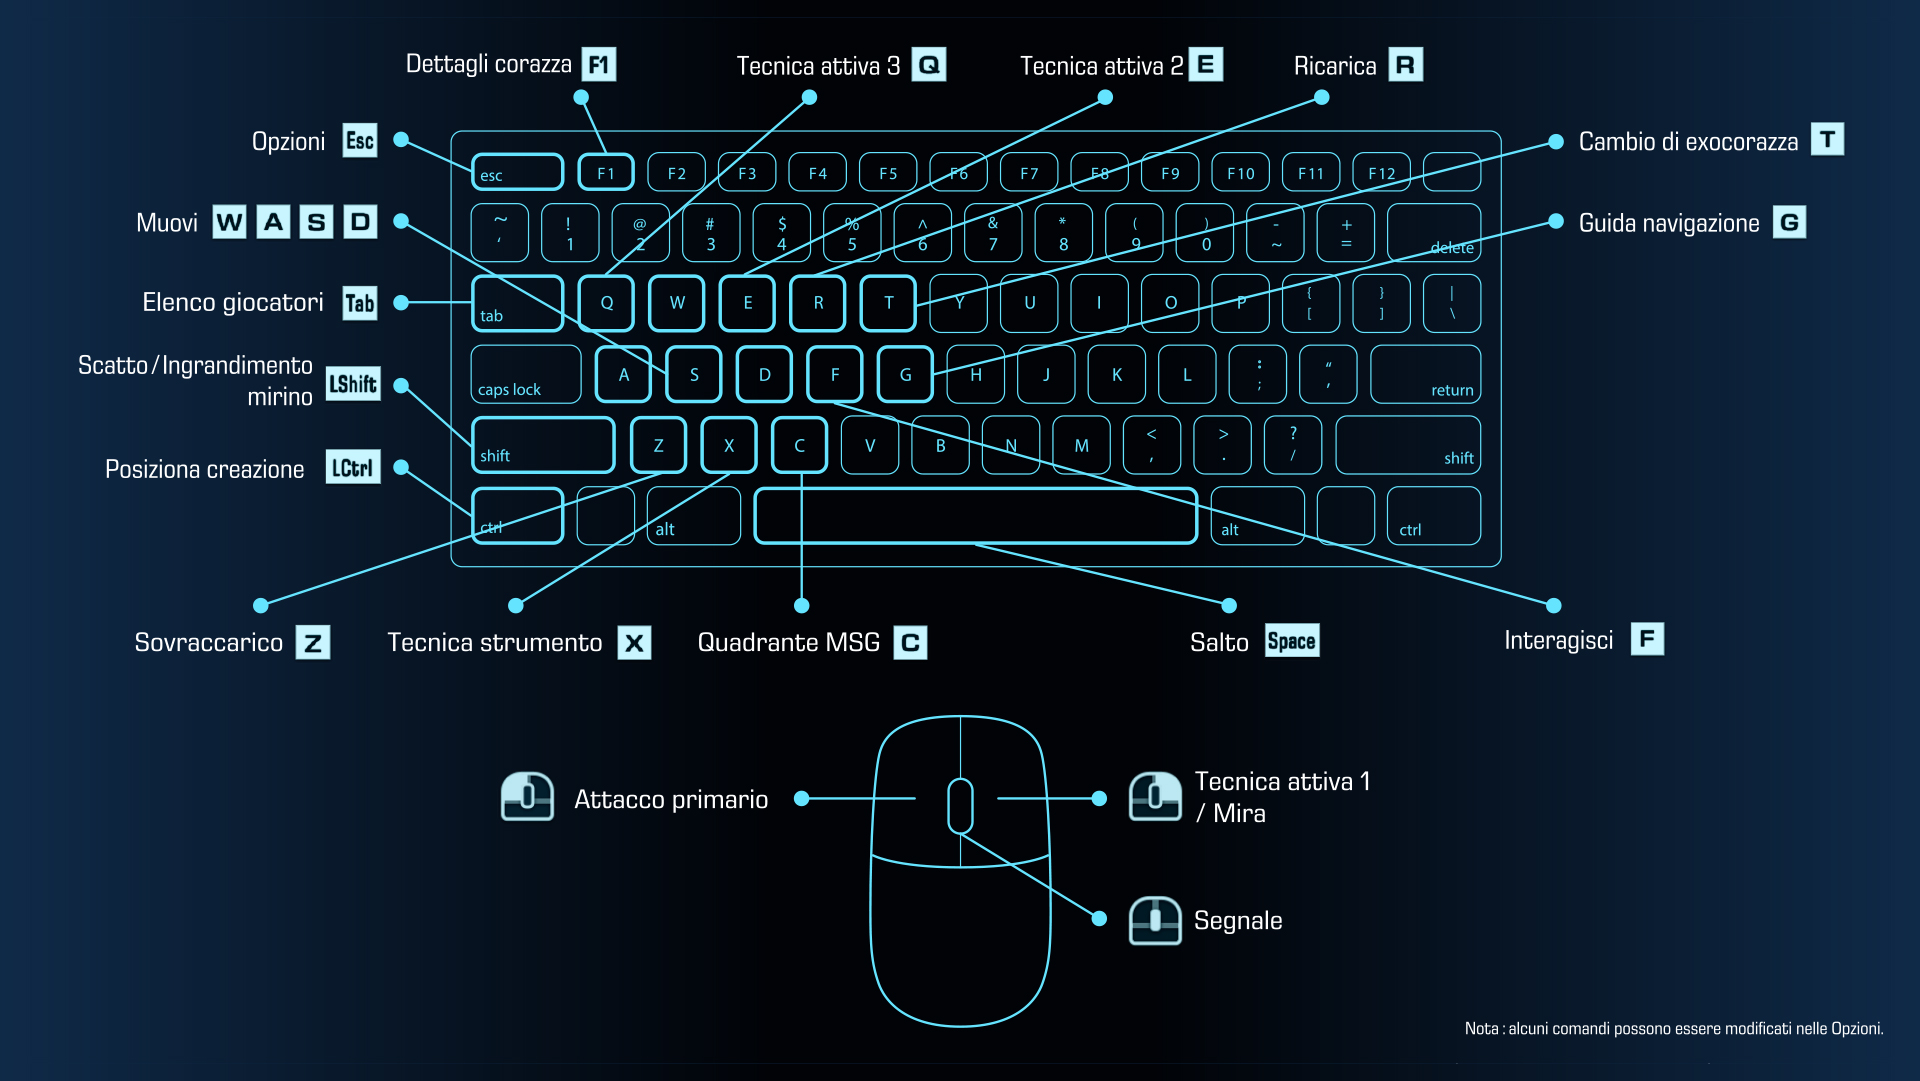 Dettagli corazza F1
Tecnica attiva 3 Q
Tecnica attiva 2 E
Ricarica R
Opzioni Esc
Cambio di exocorazza T
Muovi W A S D
Guida navigazione G
Elenco giocatori Tab
Scatto / Ingrandimento
mirino LShift
Posiziona creazione LCtrl
esc F1 F2 F3 F4 F5 F6 F7 F8 F9 F10 F11 F12
~ ! @ # $ % ^ & * ( ) - +
‘ 1 2 3 4 5 6 7 8 9 0 ~ = delete
tab Q W E R T Y U I O P { } |
[ ] \
caps lock A S D F G H J K L : “ return
; ,
shift Z X C V B N M < > ? shift
, . /
ctrl alt alt ctrl
Sovraccarico Z
Tecnica strumento X
Quadrante MSG C
Salto Space
Interagisci F
Attacco primario
Tecnica attiva 1
/ Mira
Segnale
Nota : alcuni comandi possono essere modificati nelle Opzioni.